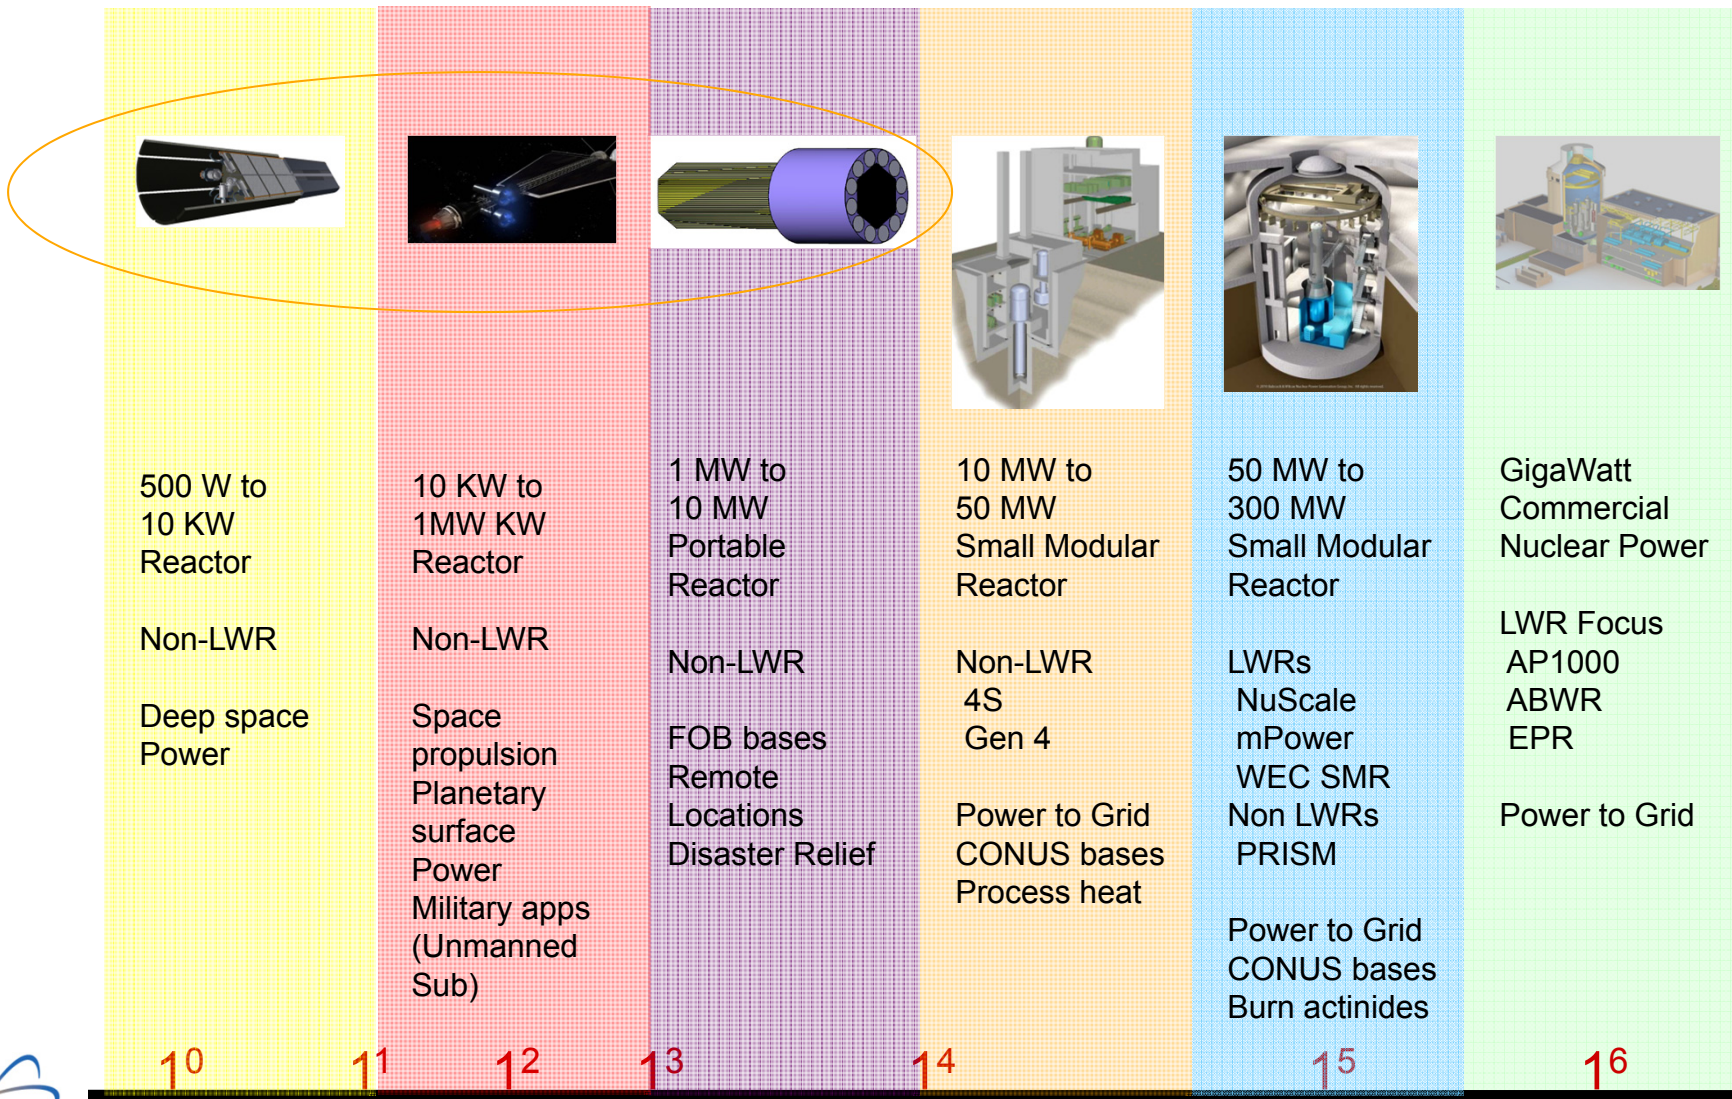 500 W to
10 KW
Reactor
Non-LWR
Deep space
Power
10 KW to
1MW KW
Reactor
Non-LWR
Space
propulsion
Planetary
surface
Power
Military apps
(Unmanned
Sub)
1 MW to
10 MW
Portable
Reactor
Non-LWR
FOB bases
Remote
Locations
Disaster Relief
10 MW to
50 MW
Small Modular
Reactor
Non-LWR
4S
Gen 4
Power to Grid
CONUS bases
Process heat
50 MW to
300 MW
Small Modular
Reactor
LWRs
NuScale
mPower
WEC SMR
Non LWRs
PRISM
Power to Grid
CONUS bases
Burn actinides
GigaWatt
Commercial
Nuclear Power
LWR Focus
AP1000
ABWR
EPR
Power to Grid
1⁰ 1¹ 1² 1³ 1⁴ 1⁵ 1⁶